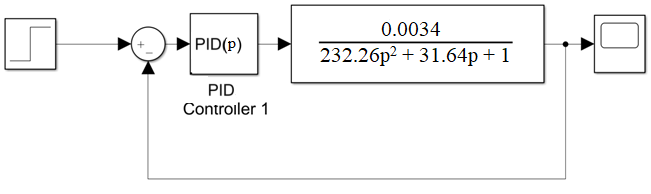 +
−
PID(p)
0.0034
232.26p² + 31.64p + 1
PID
Controller 1